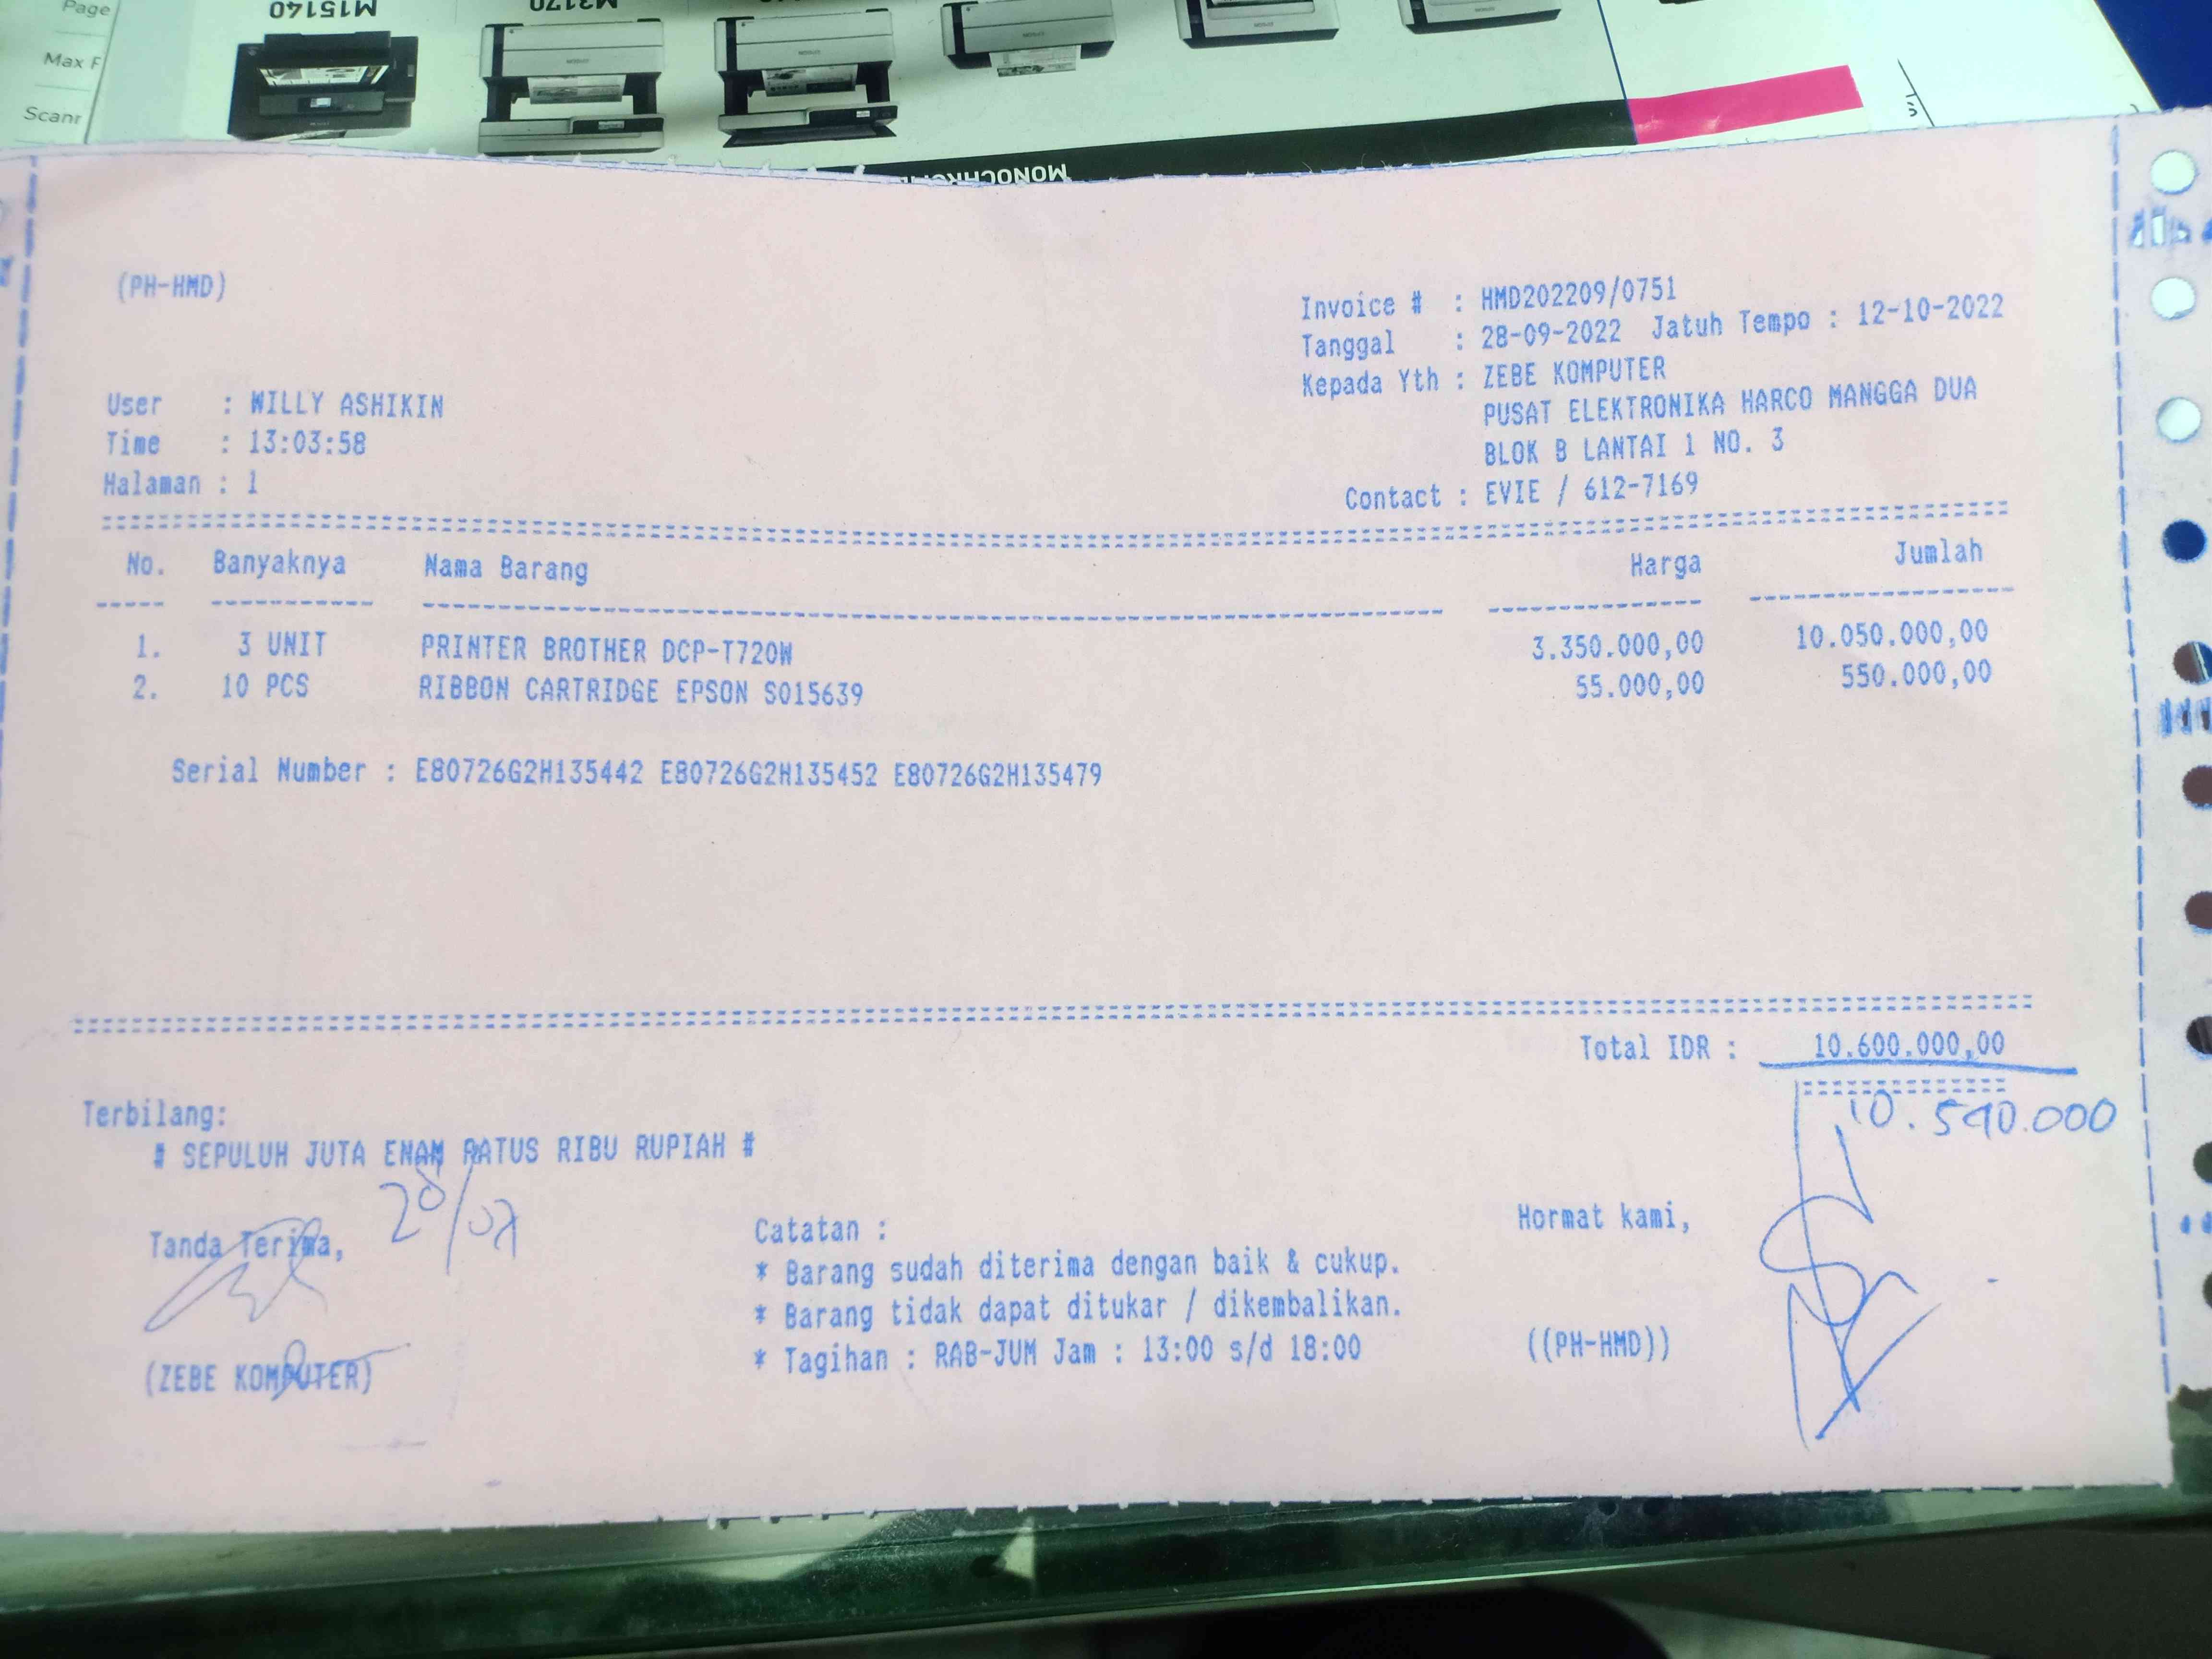 Page
Max F
Scanr
M15140
M3170
(PH-HMD)
Invoice # : HMD202209/0751
Tanggal : 28-09-2022 Jatuh Tempo : 12-10-2022
Kepada Yth : ZEBE KOMPUTER
PUSAT ELEKTRONIKA HARCO MANGGA DUA
BLOK B LANTAI 1 NO. 3
Contact : EVIE / 612-7169
User : WILLY ASHIKIN
Time : 13:03:58
Halaman : 1
No. Banyaknya Nama Barang Harga Jumlah
1. 3 UNIT PRINTER BROTHER DCP-T720W 3.350.000,00 10.050.000,00
2. 10 PCS RIBBON CARTRIDGE EPSON S015639 55.000,00 550.000,00
Serial Number : E80726G2H135442 E80726G2H135452 E80726G2H135479
Total IDR : 10.600.000,00
10.590.000
Terbilang:
# SEPULUH JUTA ENAM RATUS RIBU RUPIAH #
Tanda Terima,
(ZEBE KOMPUTER)
Catatan :
* Barang sudah diterima dengan baik & cukup.
* Barang tidak dapat ditukar / dikembalikan.
* Tagihan : RAB-JUM Jam : 13:00 s/d 18:00
Hormat kami,
((PH-HMD))